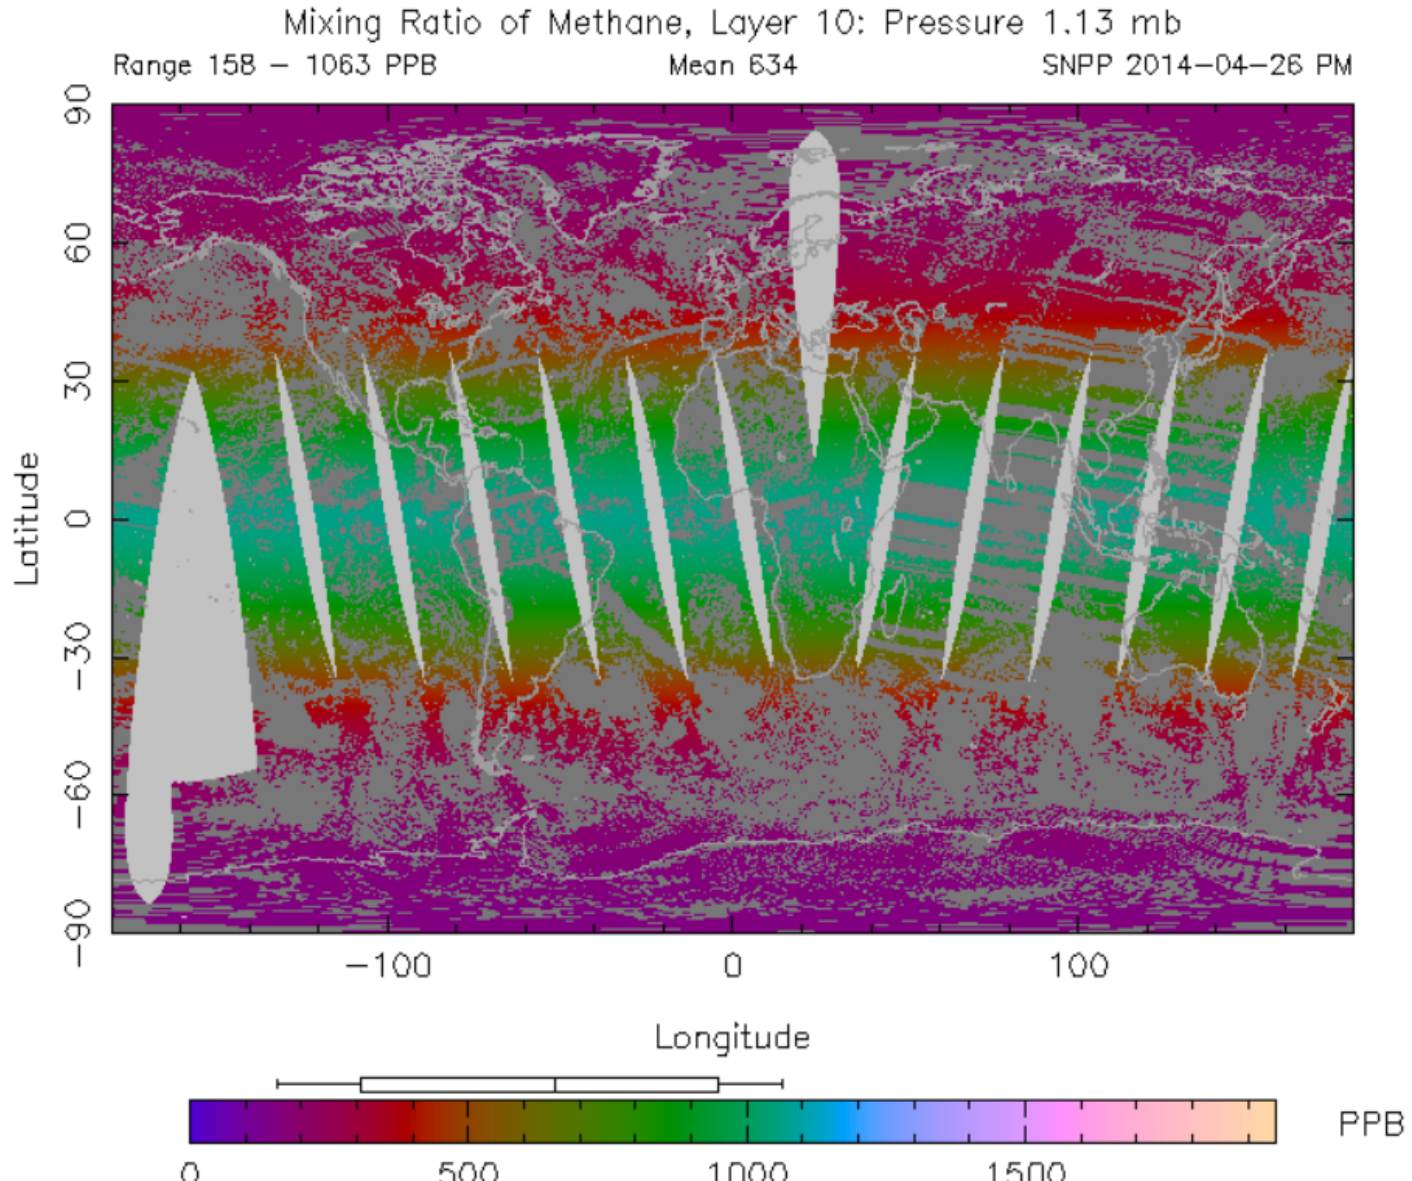 Mixing Ratio of Methane, Layer 10: Pressure 1.13 mb
Range 158 - 1063 PPB Mean 634 SNPP 2014-04-26 PM
90
60
30
0
-30
-60
-90
Latitude
-100 0 100
Longitude
PPB
0 500 1000 1500